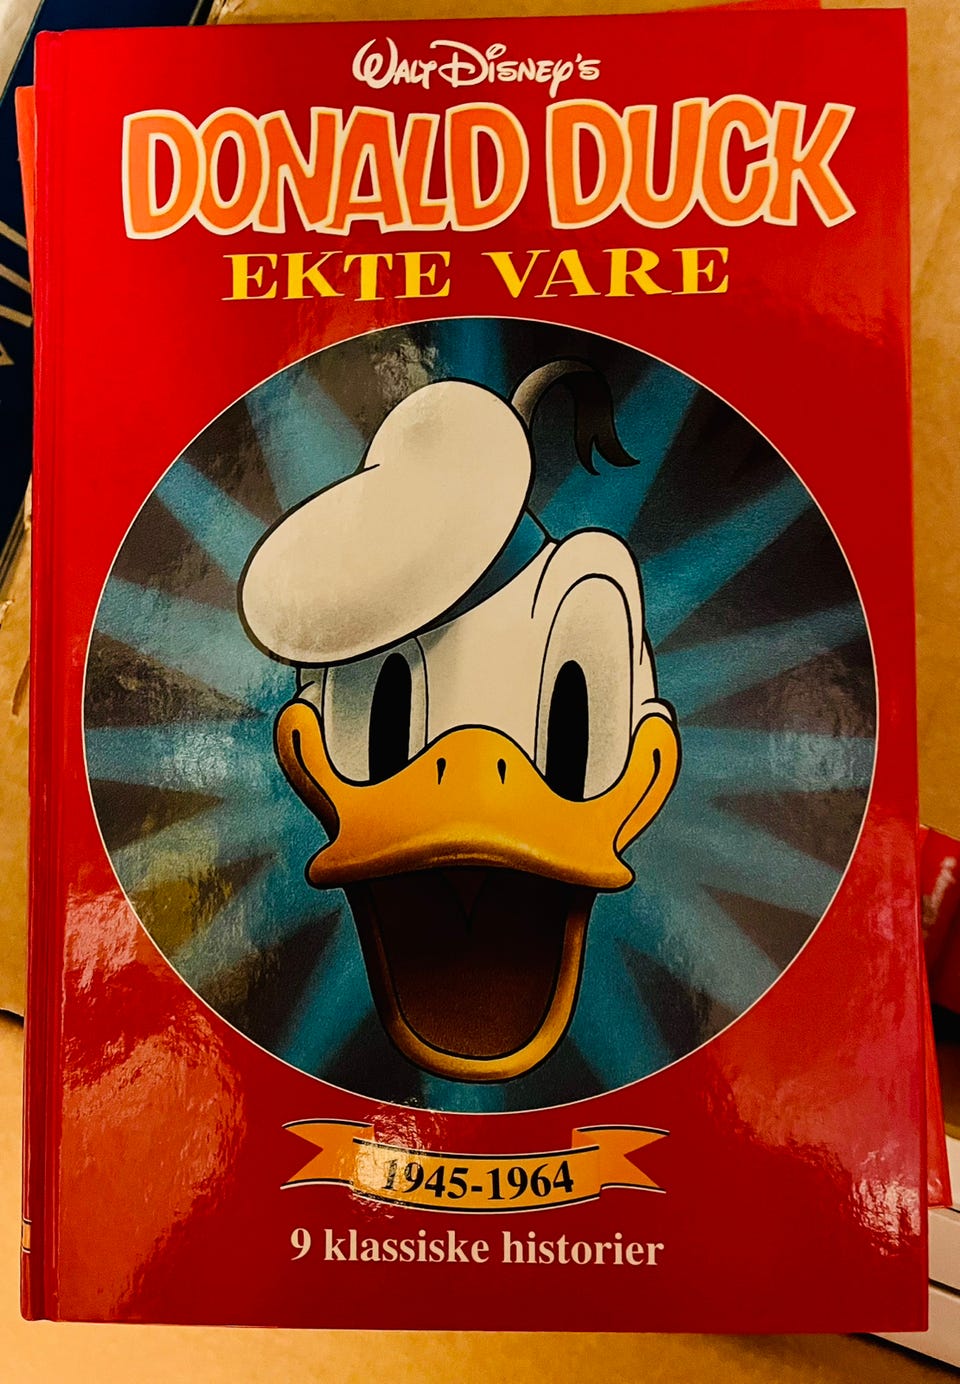 WALT DISNEY'S
DONALD DUCK
EKTE VARE
1945-1964
9 klassiske historier